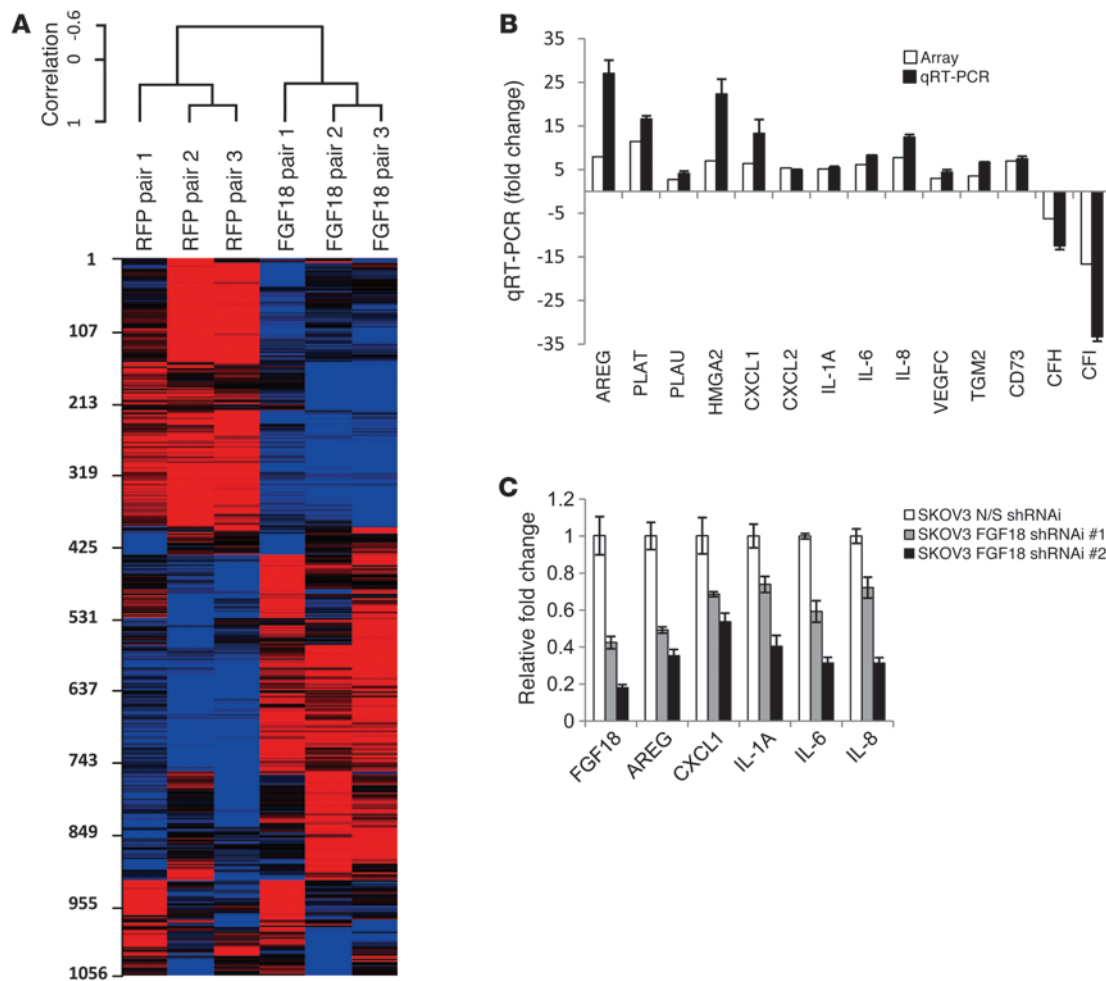 A
Correlation
-0.6
0
1
RFP pair 1
RFP pair 2
RFP pair 3
FGF18 pair 1
FGF18 pair 2
FGF18 pair 3
1
107
213
319
425
531
637
743
849
955
1056
B
qRT-PCR (fold change)
35
25
15
5
-5
-15
-25
-35
Array
qRT-PCR
AREG
PLAT
PLAU
HMGA2
CXCL1
CXCL2
IL-1A
IL-6
IL-8
VEGFC
TGM2
CD73
CFH
CFI
C
Relative fold change
1.2
1
0.8
0.6
0.4
0.2
0
SKOV3 N/S shRNAi
SKOV3 FGF18 shRNAi #1
SKOV3 FGF18 shRNAi #2
FGF18
AREG
CXCL1
IL-1A
IL-6
IL-8